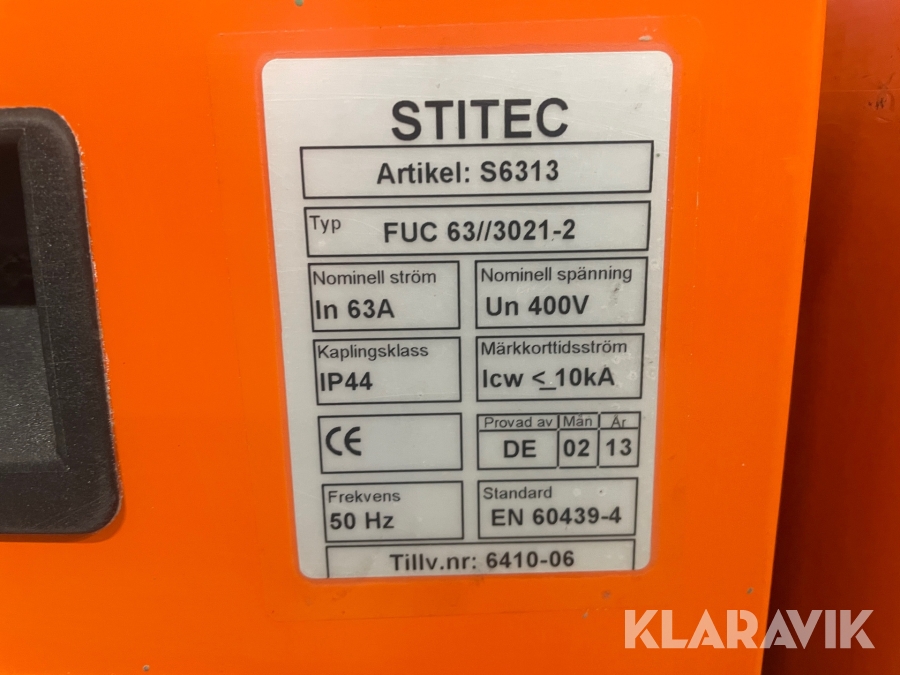 STITEC
Artikel: S6313
Typ FUC 63//3021-2
Nominell ström Nominell spänning
In 63A Un 400V
Kaplingsklass Märkkorttidsström
IP44 Icw <_10kA
CE Provad av Mån År
DE 02 13
Frekvens Standard
50 Hz EN 60439-4
Tillv.nr: 6410-06
KLARAVIK